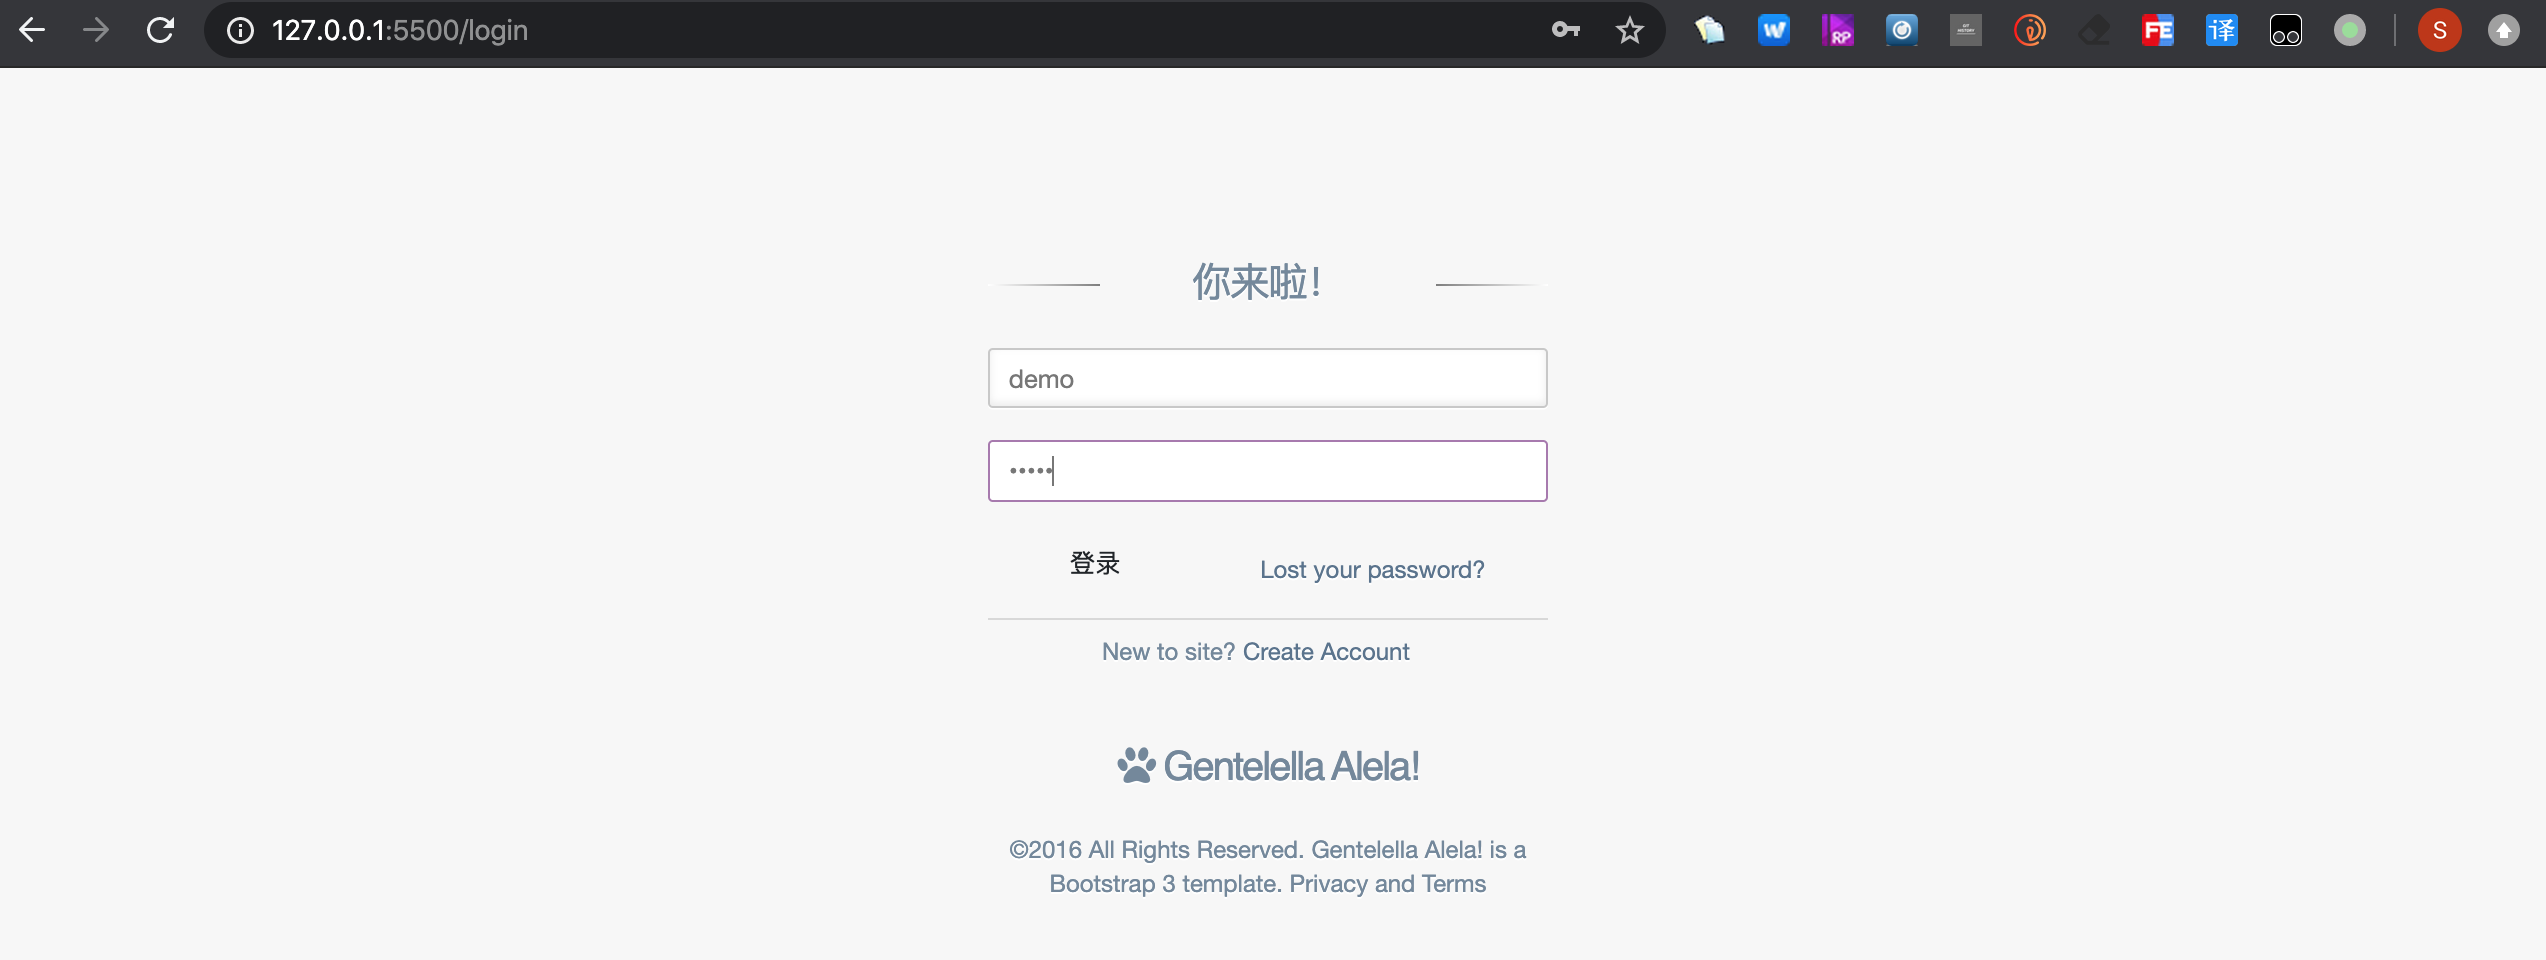 127.0.0.1:5500/login
W
RP
FE
译
S
你来啦！
demo
•••••
登录
Lost your password?
New to site? Create Account
Gentelella Alela!
©2016 All Rights Reserved. Gentelella Alela! is a
Bootstrap 3 template. Privacy and Terms